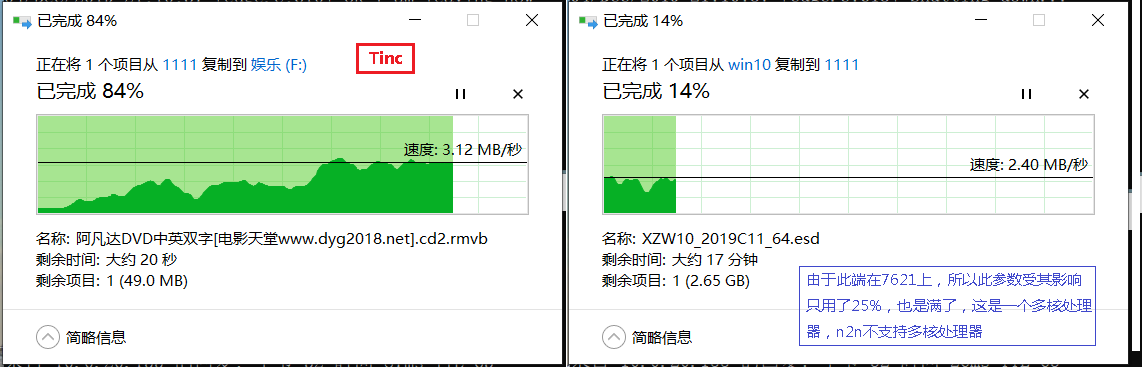 已完成 84%
正在将 1 个项目从 1111 复制到 娱乐 (F:)
Tinc
已完成 84%
速度: 3.12 MB/秒
名称: 阿凡达DVD中英双字[电影天堂www.dyg2018.net].cd2.rmvb
剩余时间: 大约 20 秒
剩余项目: 1 (49.0 MB)
简略信息
已完成 14%
正在将 1 个项目从 win10 复制到 1111
已完成 14%
速度: 2.40 MB/秒
名称: XZW10_2019C11_64.esd
剩余时间: 大约 17 分钟
剩余项目: 1 (2.65 GB)
由于此端在7621上，所以此参数受其影响
只用了25%，也是满了，这是一个多核处理
器，n2n不支持多核处理器
简略信息